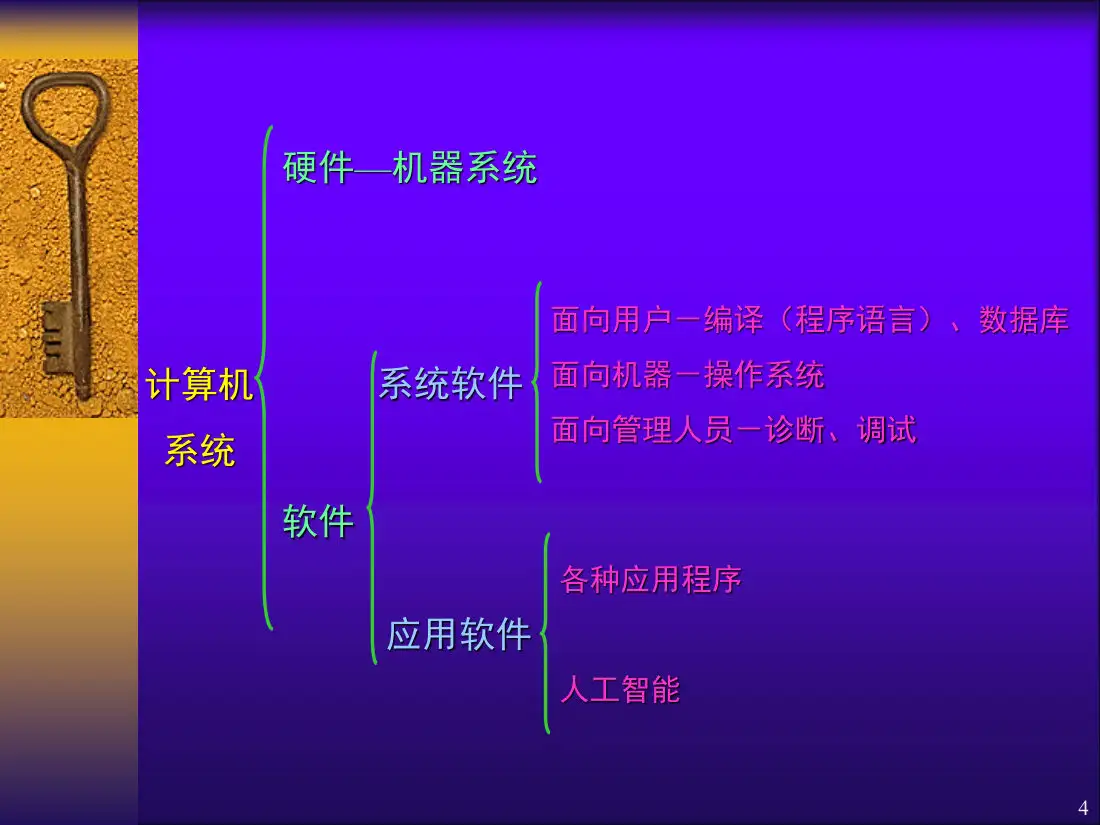 硬件—机器系统
面向用户－编译（程序语言）、数据库
计算机
系统
系统软件
面向机器－操作系统
面向管理人员－诊断、调试
软件
各种应用程序
应用软件
人工智能
4